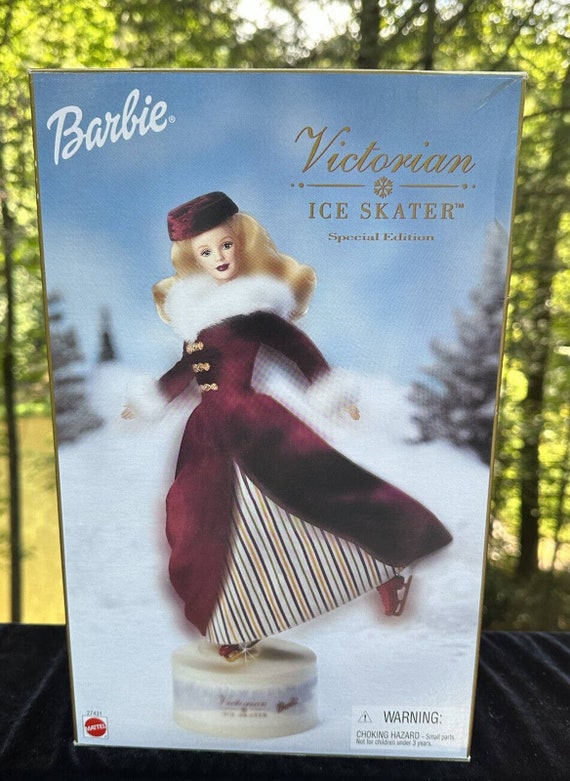 Barbie®
Victorian
ICE SKATER™
Special Edition
Victorian
ICE SKATER
Barbie
27431
MATTEL
⚠ WARNING:
CHOKING HAZARD - Small parts.
Not for children under 3 years.